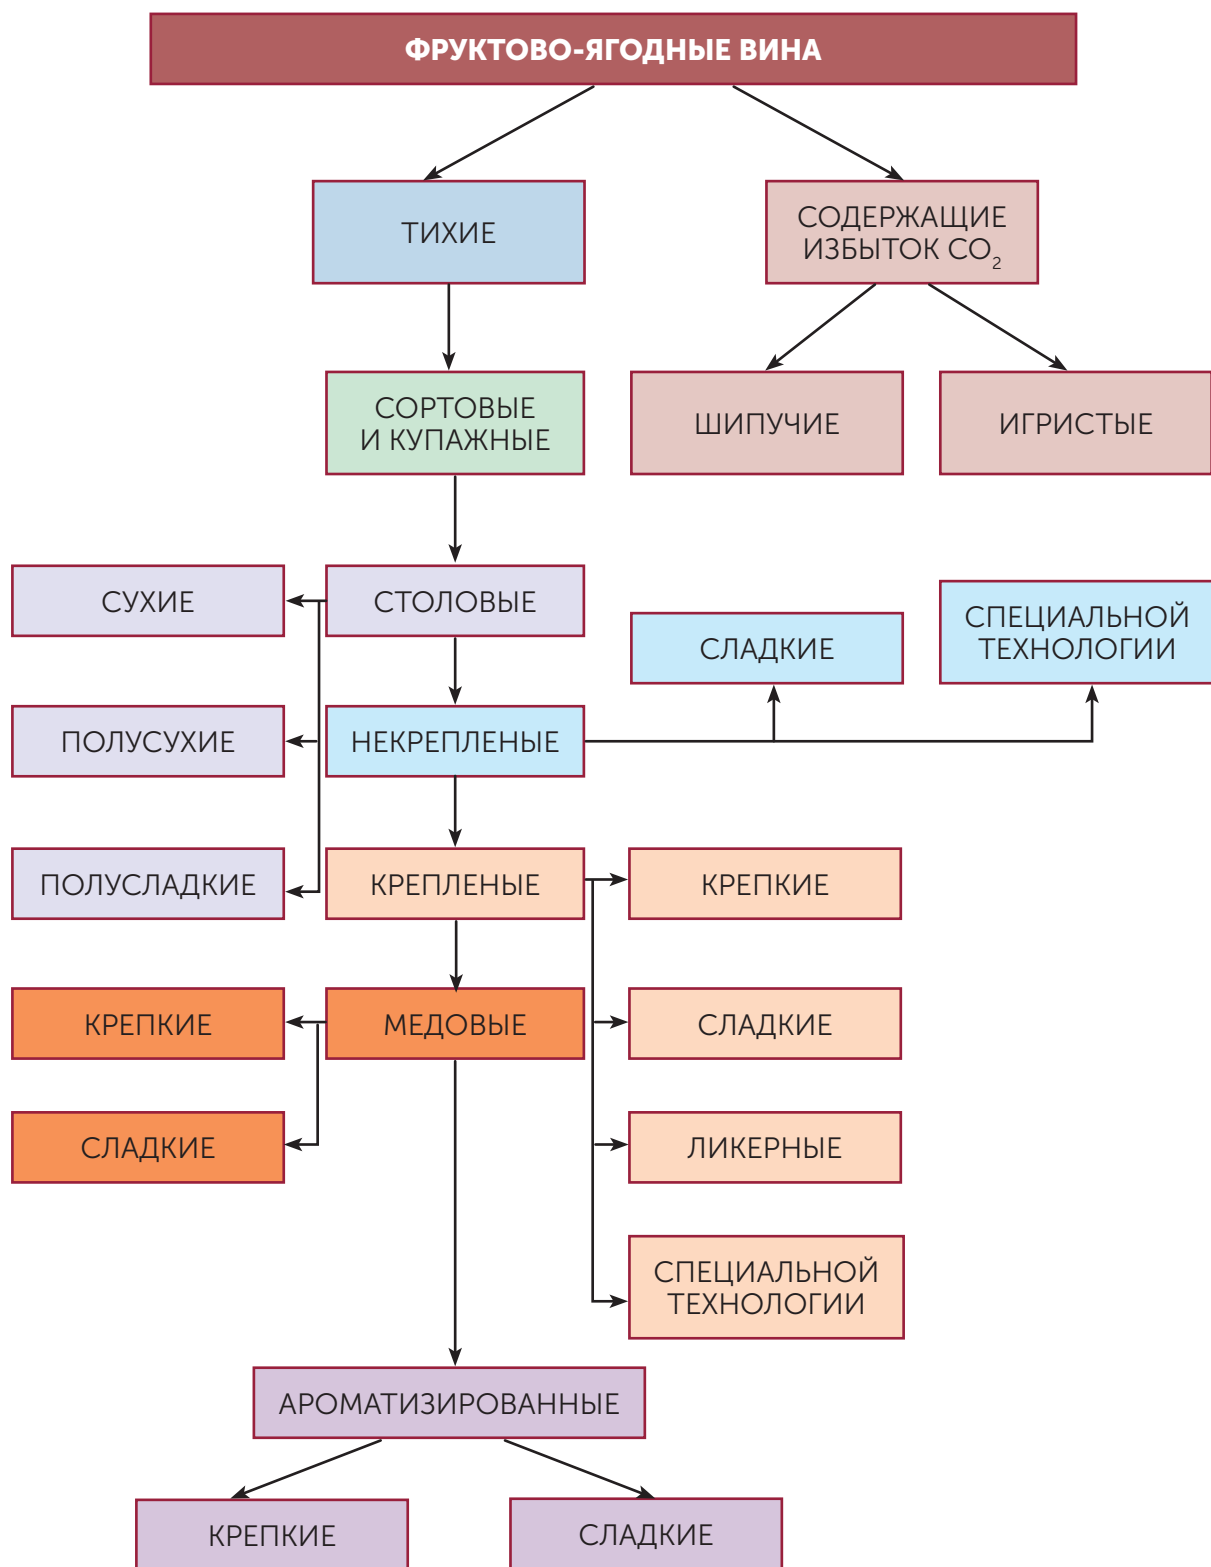 ФРУКТОВО-ЯГОДНЫЕ ВИНА
ТИХИЕ
СОДЕРЖАЩИЕ
ИЗБЫТОК CO₂
СОРТОВЫЕ
И КУПАЖНЫЕ
ШИПУЧИЕ
ИГРИСТЫЕ
СУХИЕ
СТОЛОВЫЕ
СЛАДКИЕ
СПЕЦИАЛЬНОЙ
ТЕХНОЛОГИИ
ПОЛУСУХИЕ
НЕКРЕПЛЕНЫЕ
ПОЛУСЛАДКИЕ
КРЕПЛЕНЫЕ
КРЕПКИЕ
КРЕПКИЕ
МЕДОВЫЕ
СЛАДКИЕ
СЛАДКИЕ
ЛИКЕРНЫЕ
СПЕЦИАЛЬНОЙ
ТЕХНОЛОГИИ
АРОМАТИЗИРОВАННЫЕ
КРЕПКИЕ
СЛАДКИЕ